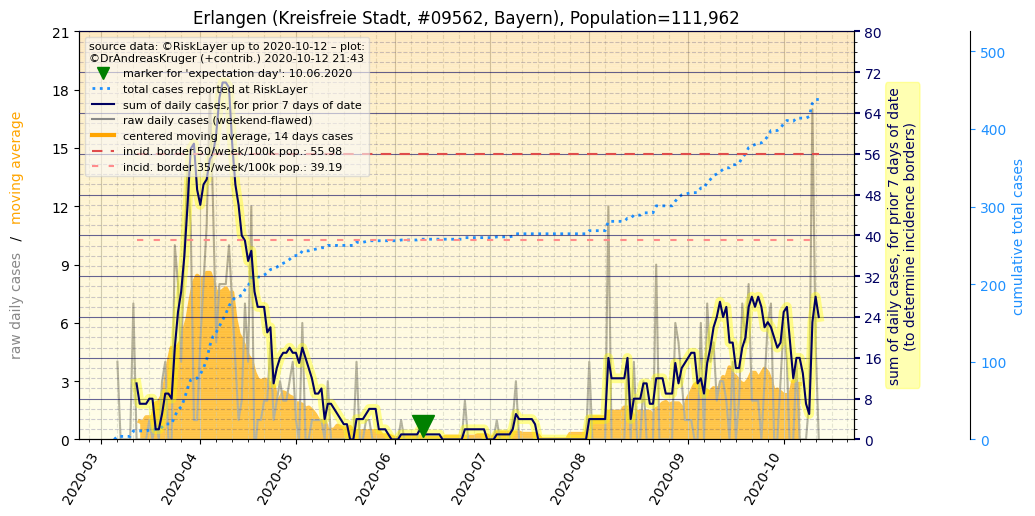 Erlangen (Kreisfreie Stadt, #09562, Bayern), Population=111,962
source data: ©RiskLayer up to 2020-10-12 – plot:
©DrAndreasKruger (+contrib.) 2020-10-12 21:43
marker for 'expectation day': 10.06.2020
total cases reported at RiskLayer
sum of daily cases, for prior 7 days of date
raw daily cases (weekend-flawed)
centered moving average, 14 days cases
incid. border 50/week/100k pop.: 55.98
incid. border 35/week/100k pop.: 39.19
raw daily cases / moving average
21
18
15
12
9
6
3
0
80
72
64
56
48
40
32
24
16
8
0
sum of daily cases, for prior 7 days of date
(to determine incidence borders)
500
400
300
200
100
0
cumulative total cases
2020-03
2020-04
2020-05
2020-06
2020-07
2020-08
2020-09
2020-10